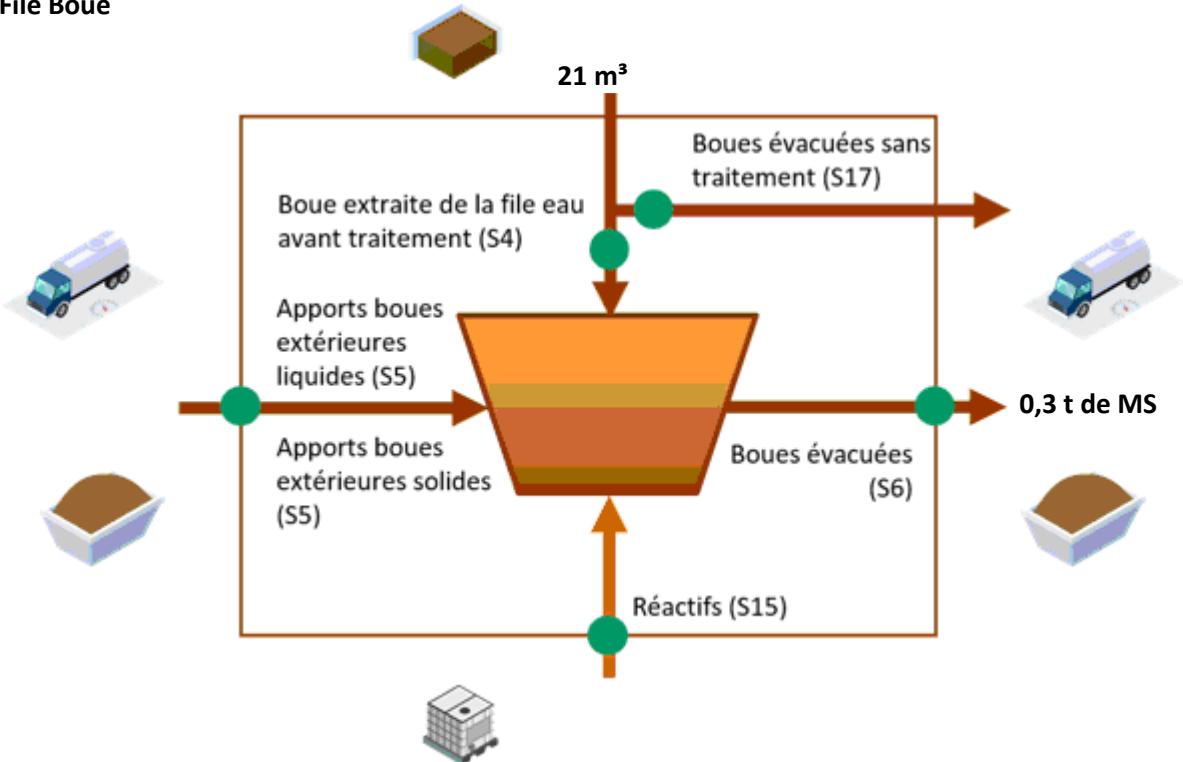 File Boue
21 m³
Boues évacuées sans
traitement (S17)
Boue extraite de la file eau
avant traitement (S4)
Apports boues
extérieures
liquides (S5)
0,3 t de MS
Apports boues
extérieures solides
(S5)
Boues évacuées
(S6)
Réactifs (S15)